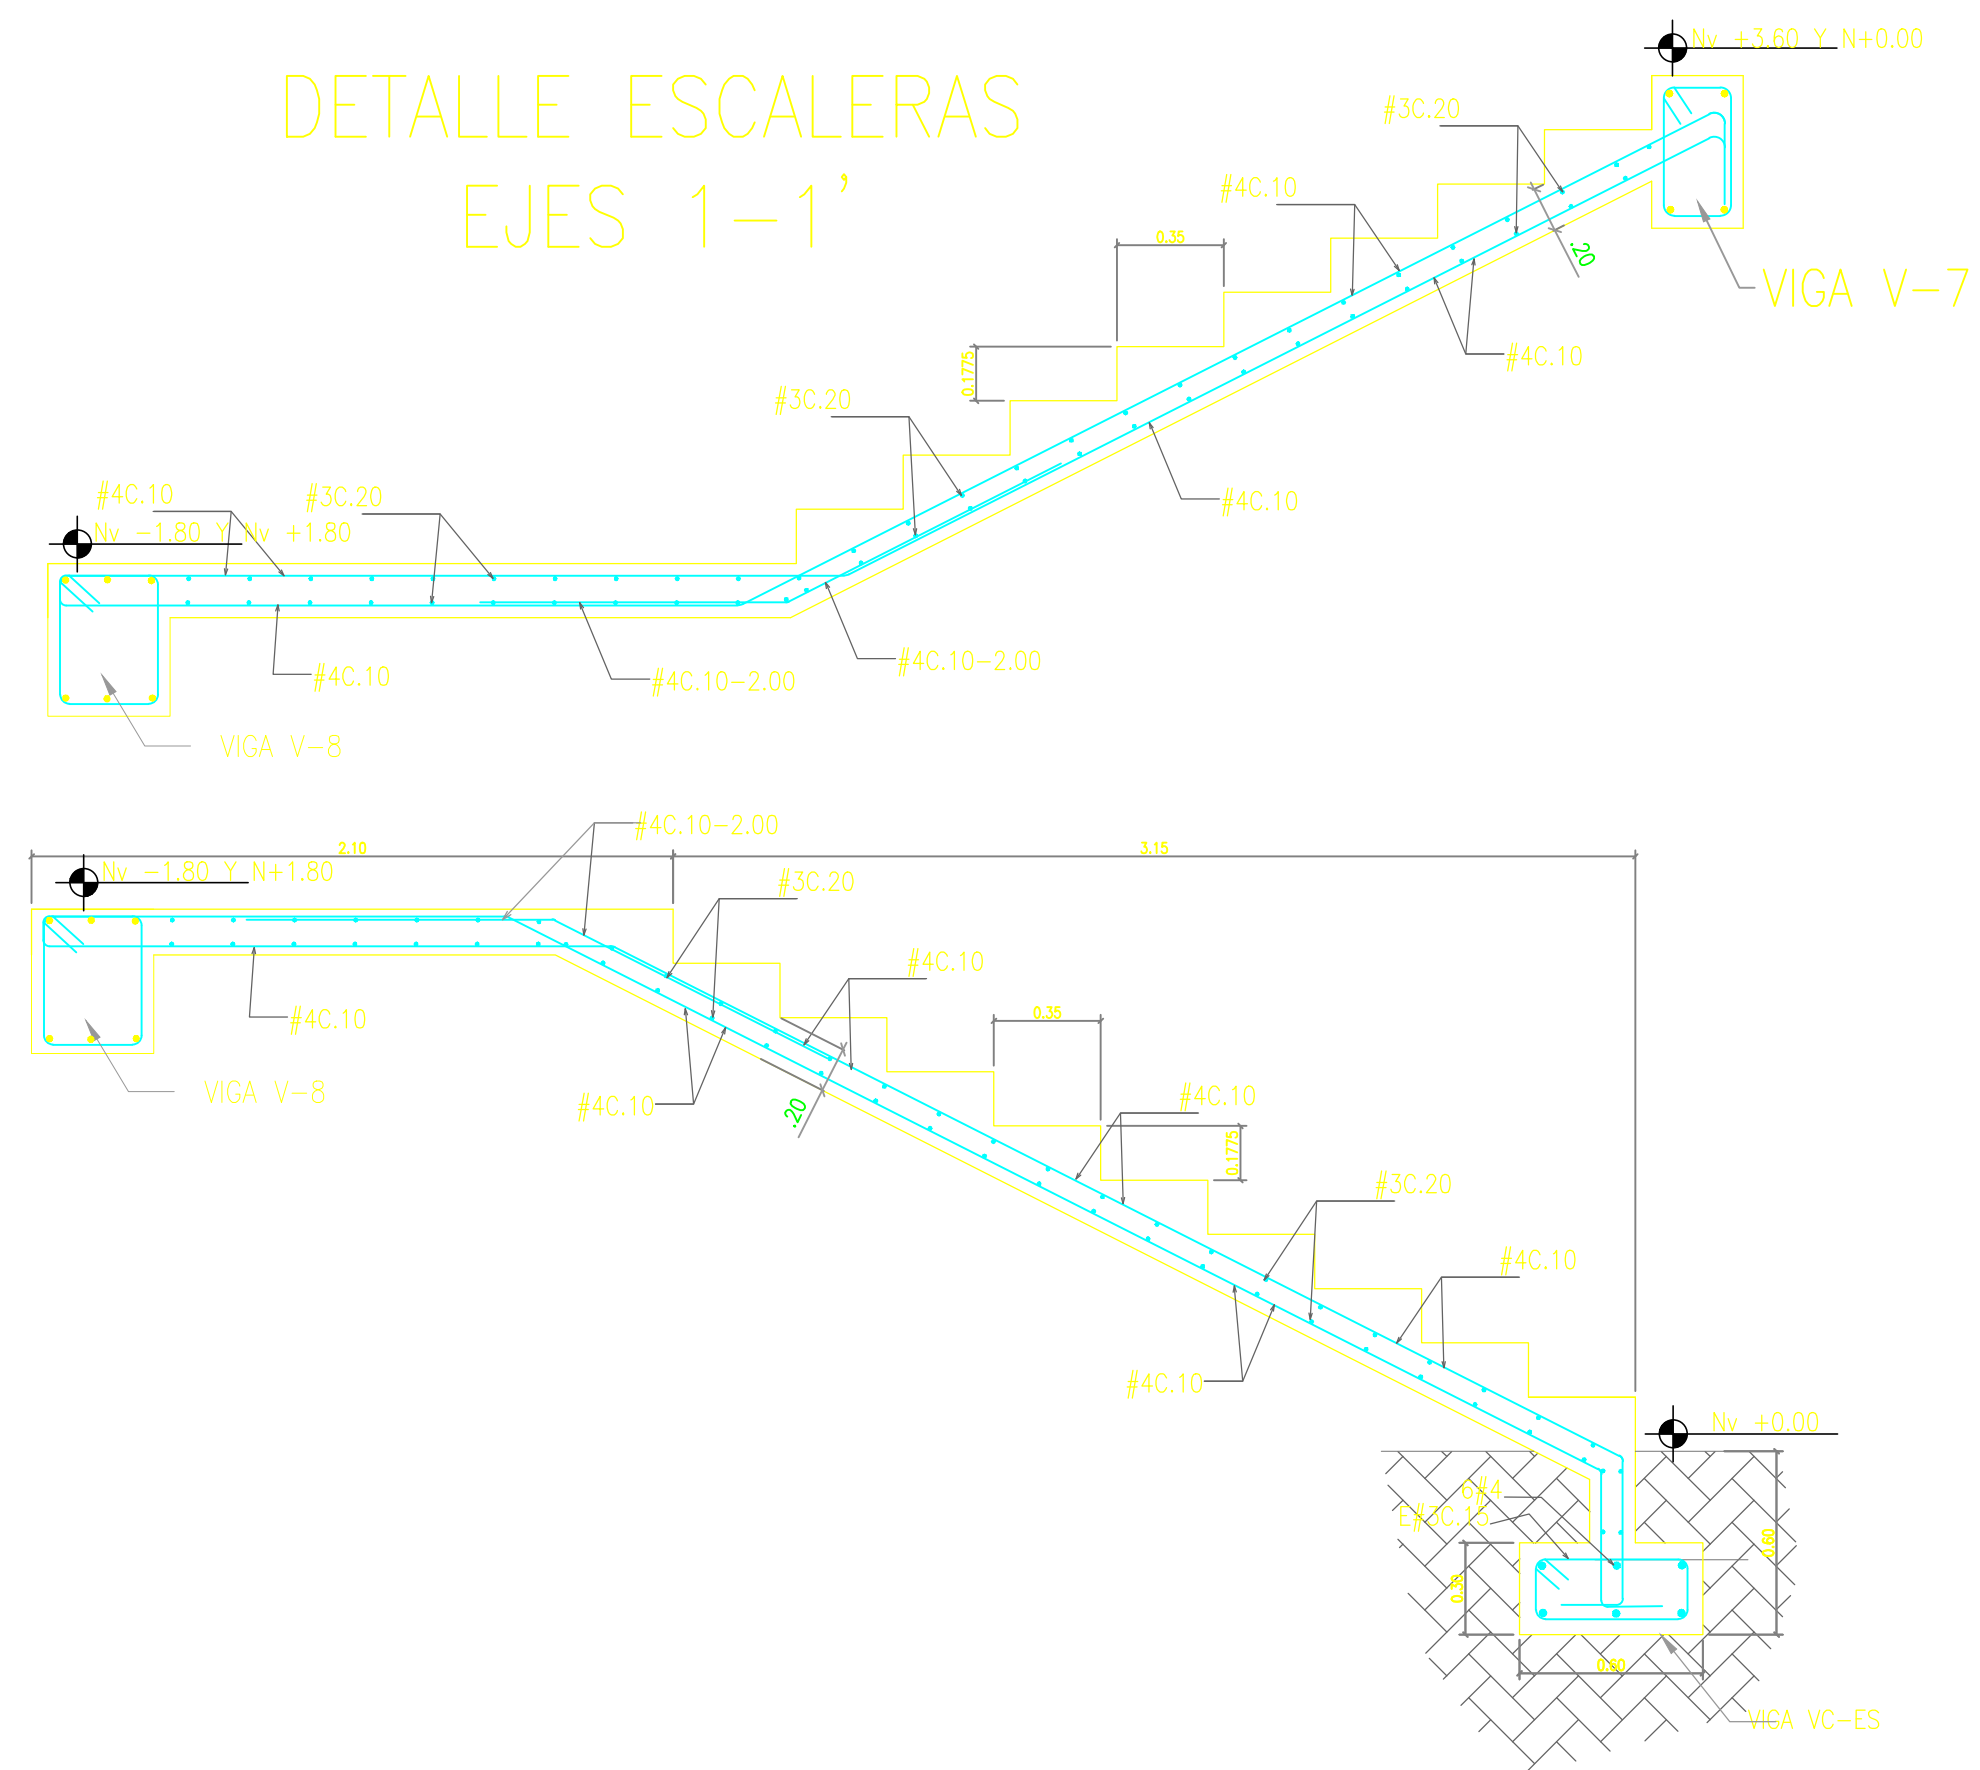 DETALLE ESCALERAS
EJES 1-1'
Nv +3.60 Y N+0.00
#3C.20
#4C.10
0.35
.20
VIGA V-7
#4C.10
0.1775
#3C.20
#4C.10
#4C.10
#3C.20
Nv -1.80 Y Nv +1.80
#4C.10
#4C.10-2.00
#4C.10-2.00
VIGA V-8
#4C.10-2.00
2.10
3.15
Nv -1.80 Y N+1.80
#3C.20
#4C.10
#4C.10
0.35
VIGA V-8
#4C.10
.20
#4C.10
0.1775
#3C.20
#4C.10
#4C.10
Nv +0.00
6#4
E#3C.15
0.60
0.30
0.60
VIGA VC-ES